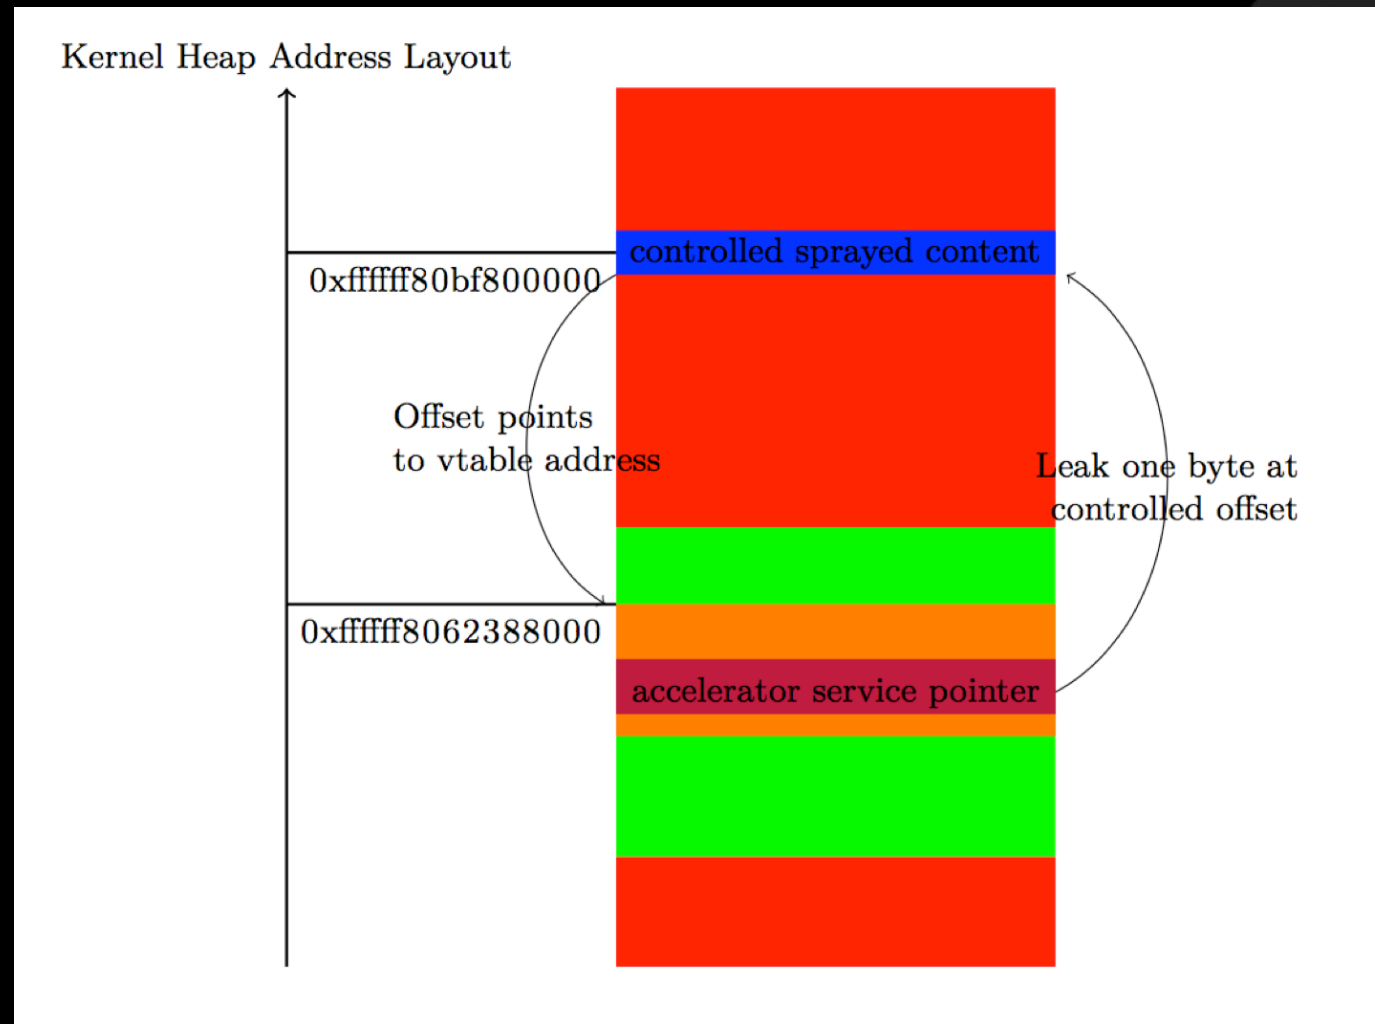 Kernel Heap Address Layout
controlled sprayed content
0xffffff80bf800000
Offset points
to vtable address
Leak one byte at
controlled offset
0xffffff8062388000
accelerator service pointer